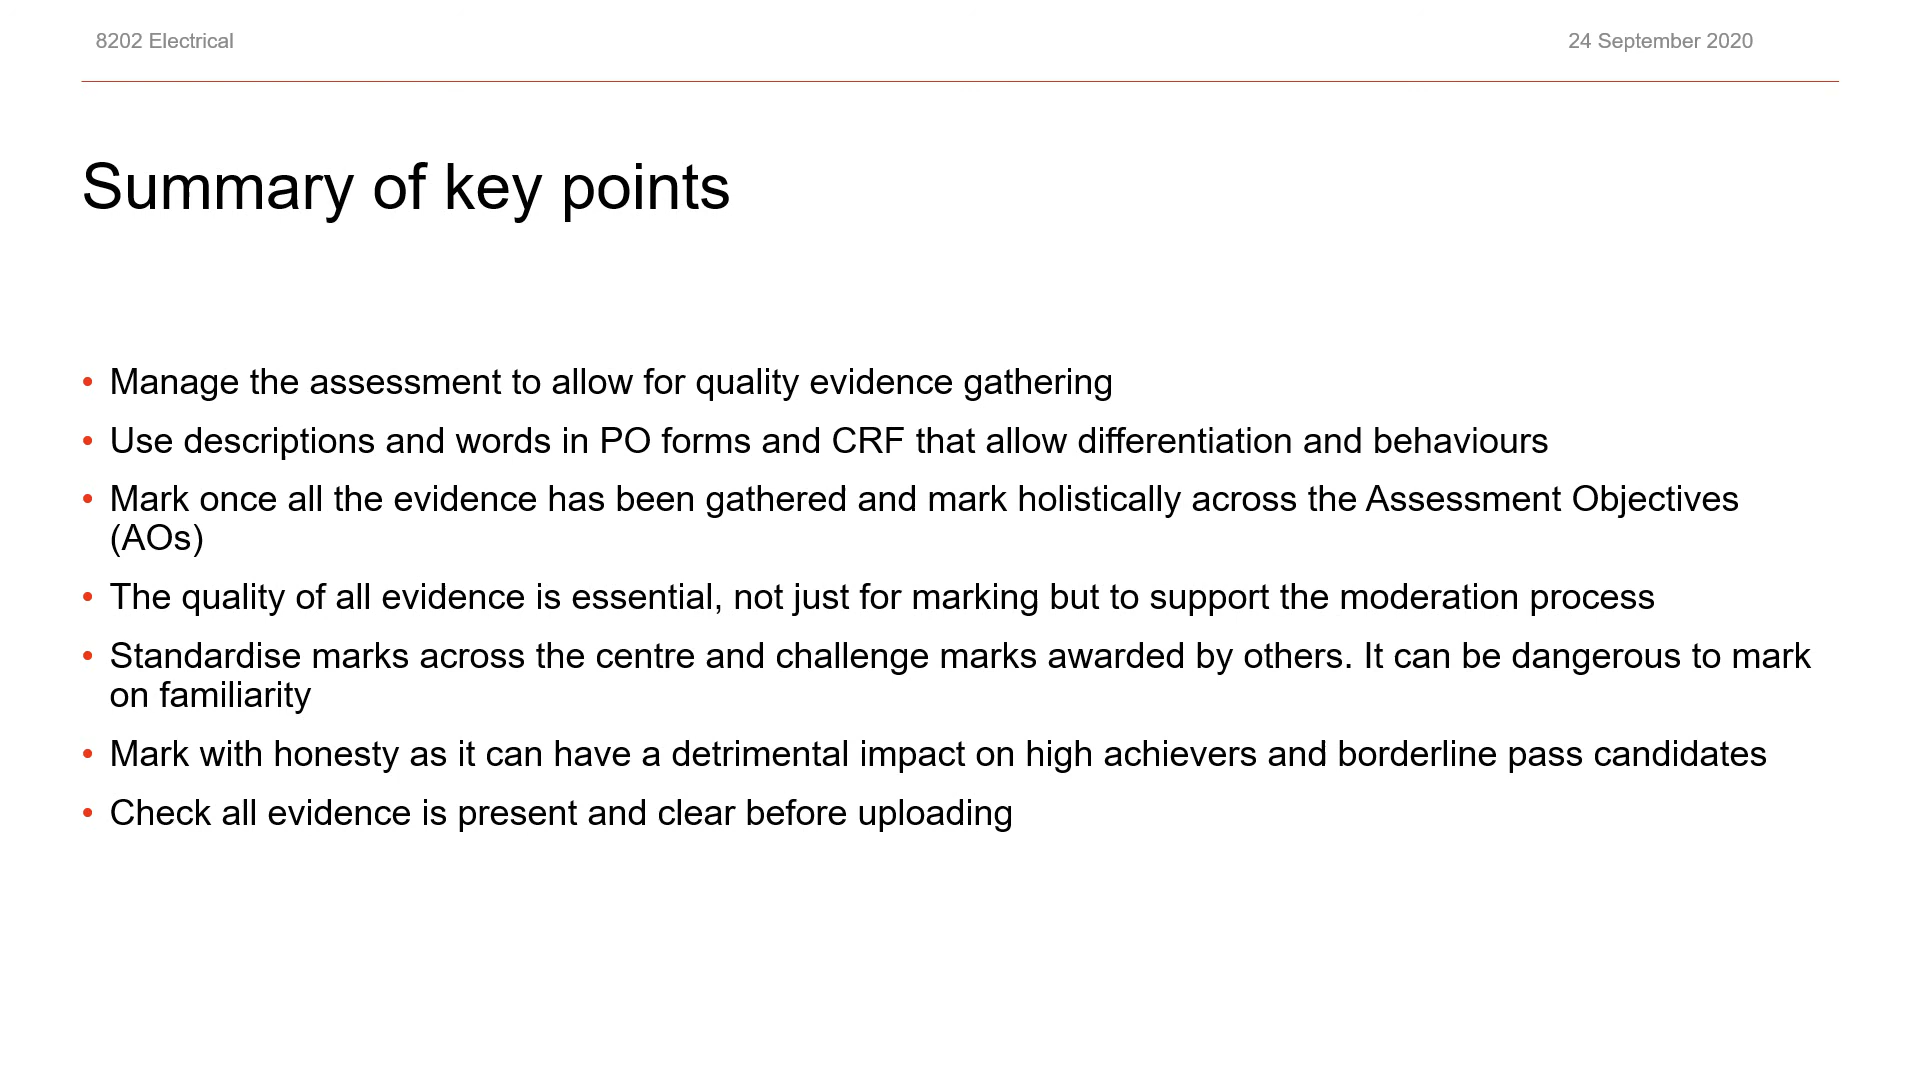 8202 Electrical
24 September 2020
Summary of key points
• Manage the assessment to allow for quality evidence gathering
• Use descriptions and words in PO forms and CRF that allow differentiation and behaviours
• Mark once all the evidence has been gathered and mark holistically across the Assessment Objectives
(AOs)
• The quality of all evidence is essential, not just for marking but to support the moderation process
• Standardise marks across the centre and challenge marks awarded by others. It can be dangerous to mark
on familiarity
• Mark with honesty as it can have a detrimental impact on high achievers and borderline pass candidates
• Check all evidence is present and clear before uploading